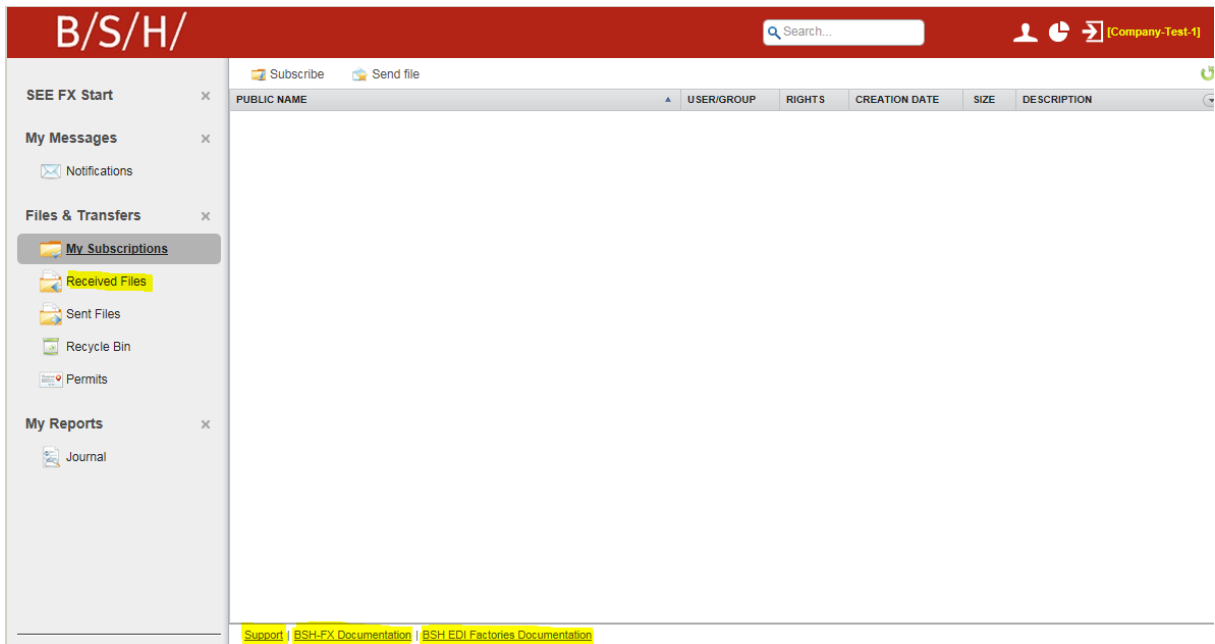 B/S/H/
Search...
[Company-Test-1]
SEE FX Start
My Messages
Notifications
Files & Transfers
My Subscriptions
Received Files
Sent Files
Recycle Bin
Permits
My Reports
Journal
Subscribe Send file
PUBLIC NAME USER/GROUP RIGHTS CREATION DATE SIZE DESCRIPTION
Support | BSH-FX Documentation | BSH EDI Factories Documentation